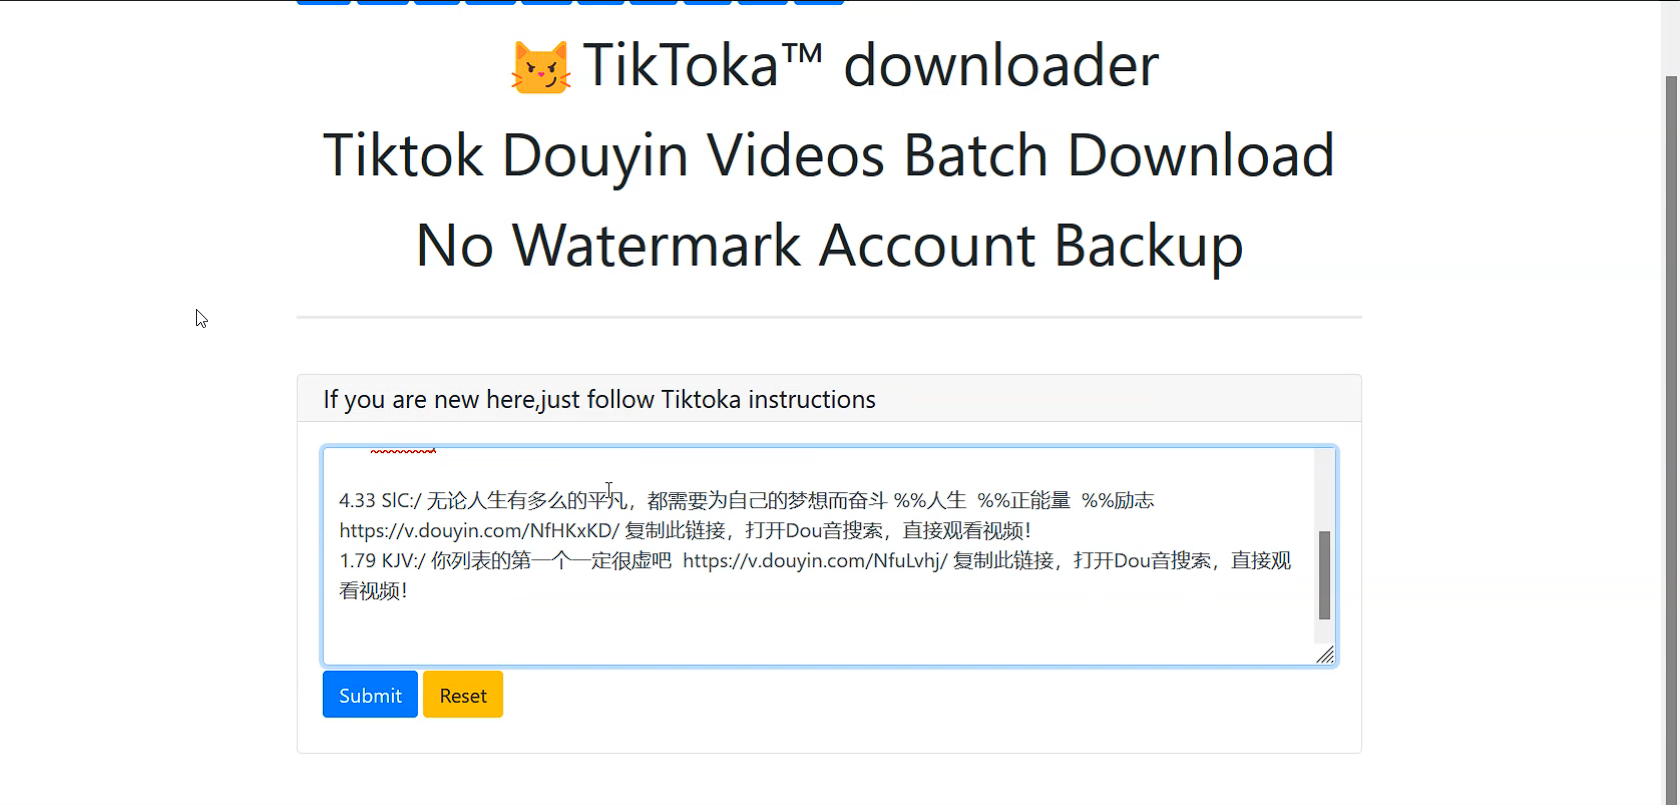 TikToka™ downloader
Tiktok Douyin Videos Batch Download
No Watermark Account Backup
If you are new here,just follow Tiktoka instructions
4.33 SlC:/ 无论人生有多么的平凡，都需要为自己的梦想而奋斗 %%人生 %%正能量 %%励志
https://v.douyin.com/NfHKxKD/ 复制此链接，打开Dou音搜索，直接观看视频！
1.79 KJV:/ 你列表的第一个一定很虚吧 https://v.douyin.com/NfuLvhj/ 复制此链接，打开Dou音搜索，直接观
看视频！
Submit Reset